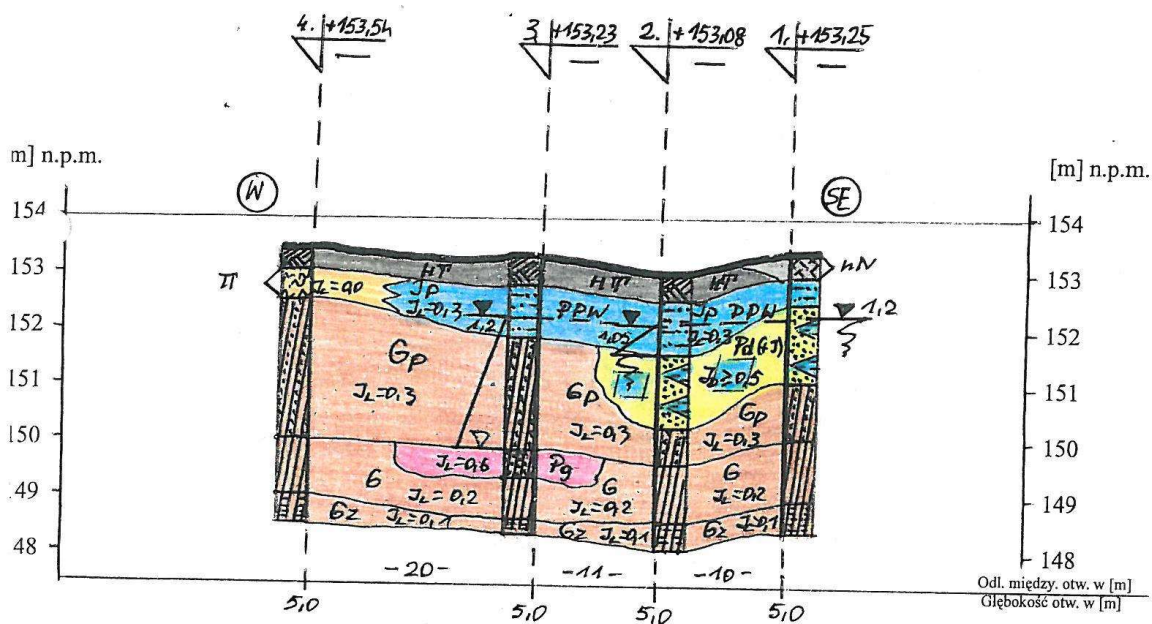 4. +153,54 3. +153,23 2. +153,08 1. +153,25
m] n.p.m. [m] n.p.m.
W SE
154 154
153 HT HT HT nN 153
π JL=0,0 Jp Jp
JL=0,3 PPW JL=0,3 PPW 1,2
152 1,2 1,05 Pd(+J) 152
Gp JD≥0,5
151 Gp 151
JL=0,3 JL=0,3 Gp
JL=0,3
150 150
JL=0,6 Pg G
G JL=0,2 G JL=0,2
149 JL=0,2 149
Gz JL=0,1 Gz JL=0,1 Gz JL=0,1
148 148
-20- -11- -10- Odl. między. otw. w [m]
5,0 5,0 5,0 5,0 Głębokość otw. w [m]